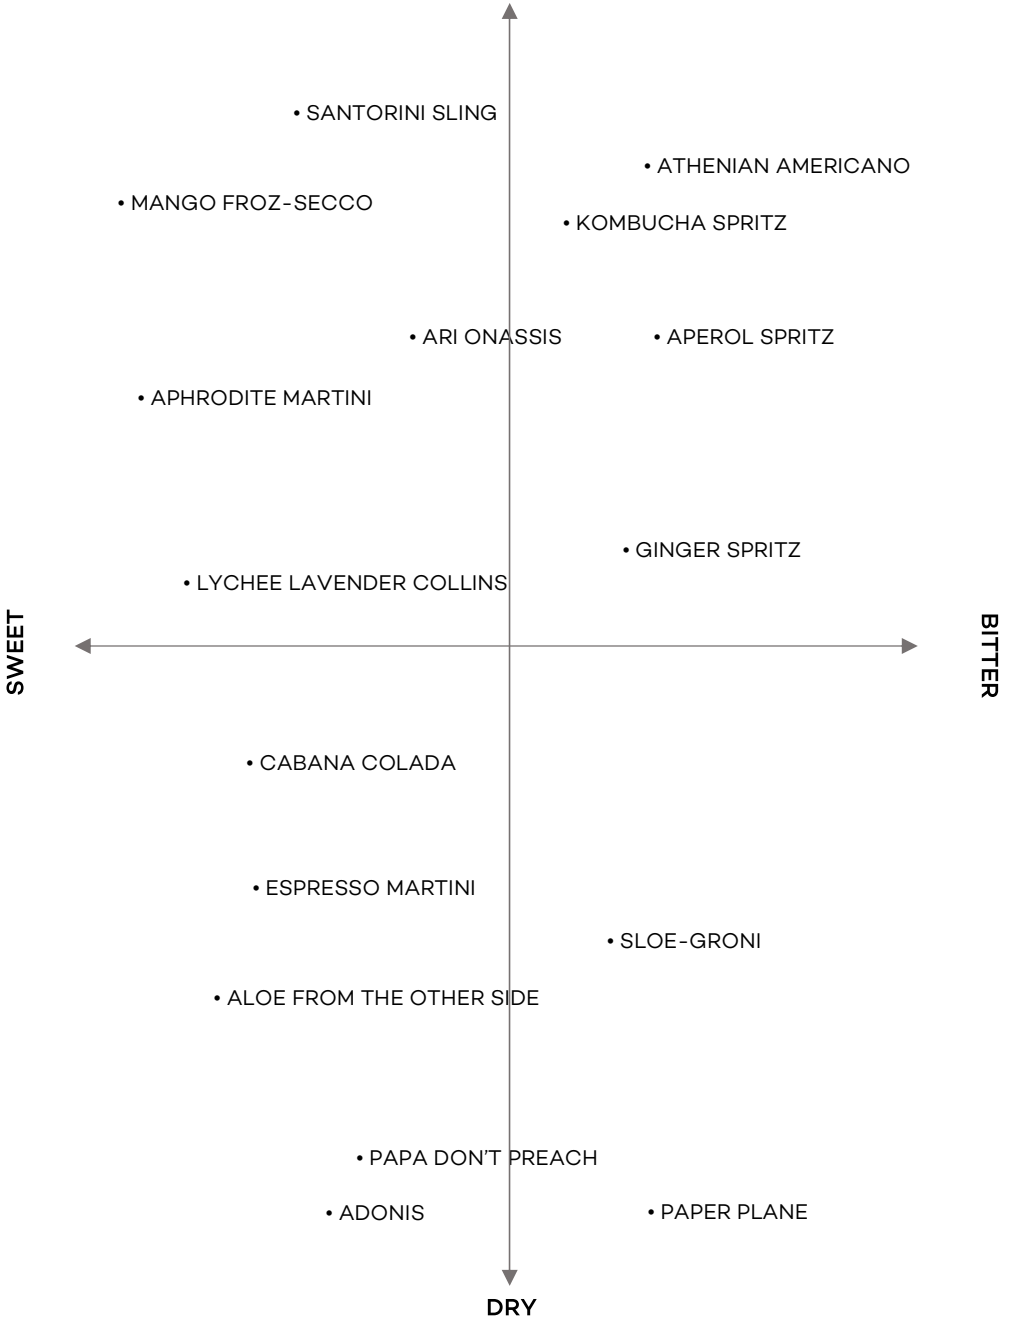 • SANTORINI SLING
• ATHENIAN AMERICANO
• MANGO FROZ-SECCO
• KOMBUCHA SPRITZ
• ARI ONASSIS
• APEROL SPRITZ
• APHRODITE MARTINI
• GINGER SPRITZ
• LYCHEE LAVENDER COLLINS
SWEET
BITTER
• CABANA COLADA
• ESPRESSO MARTINI
• SLOE-GRONI
• ALOE FROM THE OTHER SIDE
• PAPA DON’T PREACH
• ADONIS
• PAPER PLANE
DRY